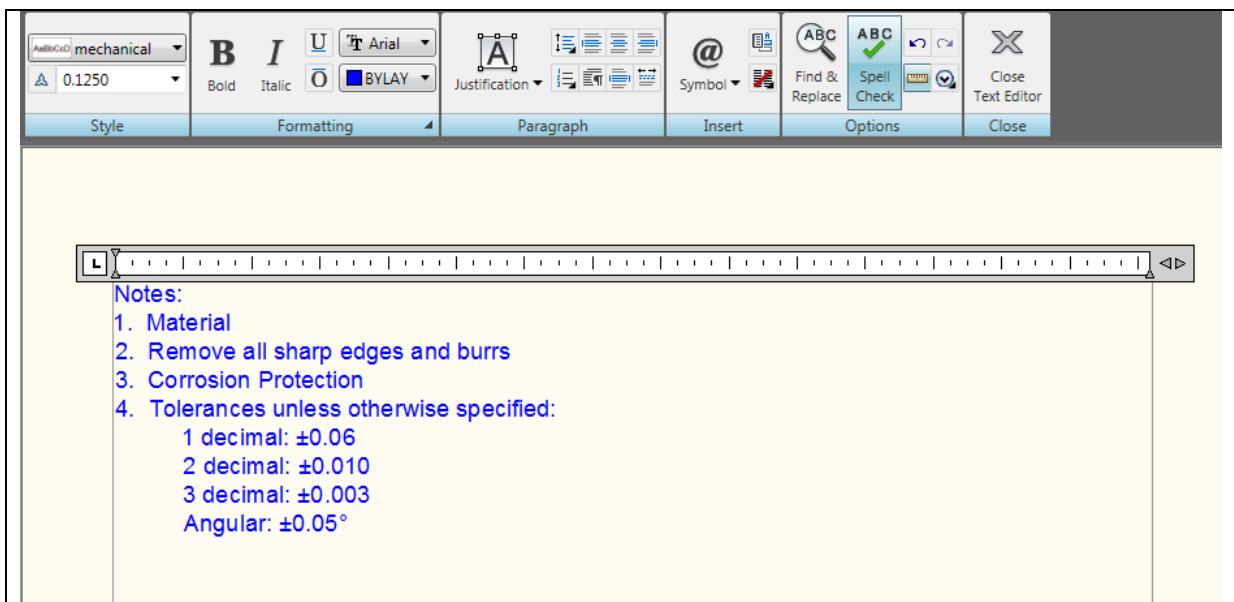 AaBbCcD mechanical
0.1250
Style
B
Bold
I
Italic
U
O
Arial
BYLAY
Formatting
A
Justification
Paragraph
@
Symbol
Insert
ABC
Find &
Replace
ABC
Spell
Check
Options
Close
Text Editor
Close
L
Notes:
1. Material
2. Remove all sharp edges and burrs
3. Corrosion Protection
4. Tolerances unless otherwise specified:
1 decimal: ±0.06
2 decimal: ±0.010
3 decimal: ±0.003
Angular: ±0.05°